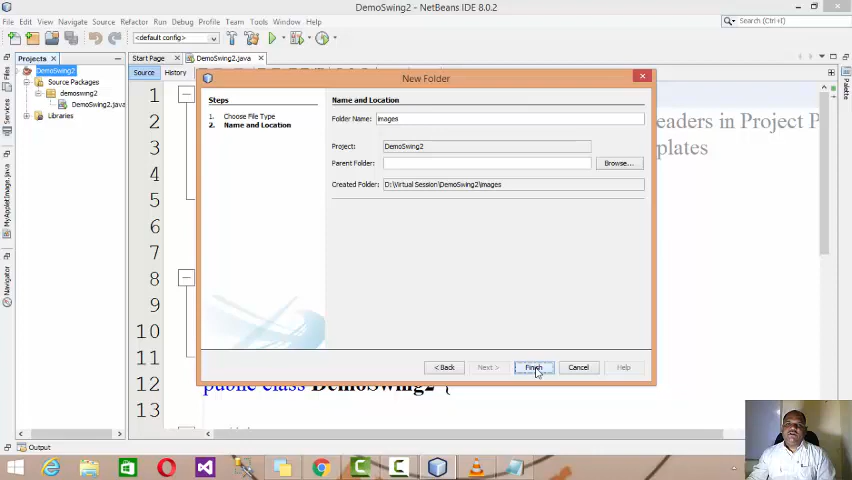 DemoSwing2 - NetBeans IDE 8.0.2
File Edit View Navigate Source Refactor Run Debug Profile Team Tools Window Help
Search (Ctrl+I)
<default config>
Projects
Start Page
DemoSwing2.java
Source History
DemoSwing2
Source Packages
demoswing2
DemoSwing2.java
Libraries
Files
Services
MyAppletImage.java
Navigator
Palette
New Folder
Steps
1. Choose File Type
2. Name and Location
Name and Location
Folder Name: images
Project: DemoSwing2
Parent Folder:
Browse...
Created Folder: D:\Virtual Session\DemoSwing2\images
< Back
Next >
Finish
Cancel
Help
1
2
3
4
5
6
7
8
9
10
11
12
13
eaders in Project P
plates
public class DemoSwing2 {
Output